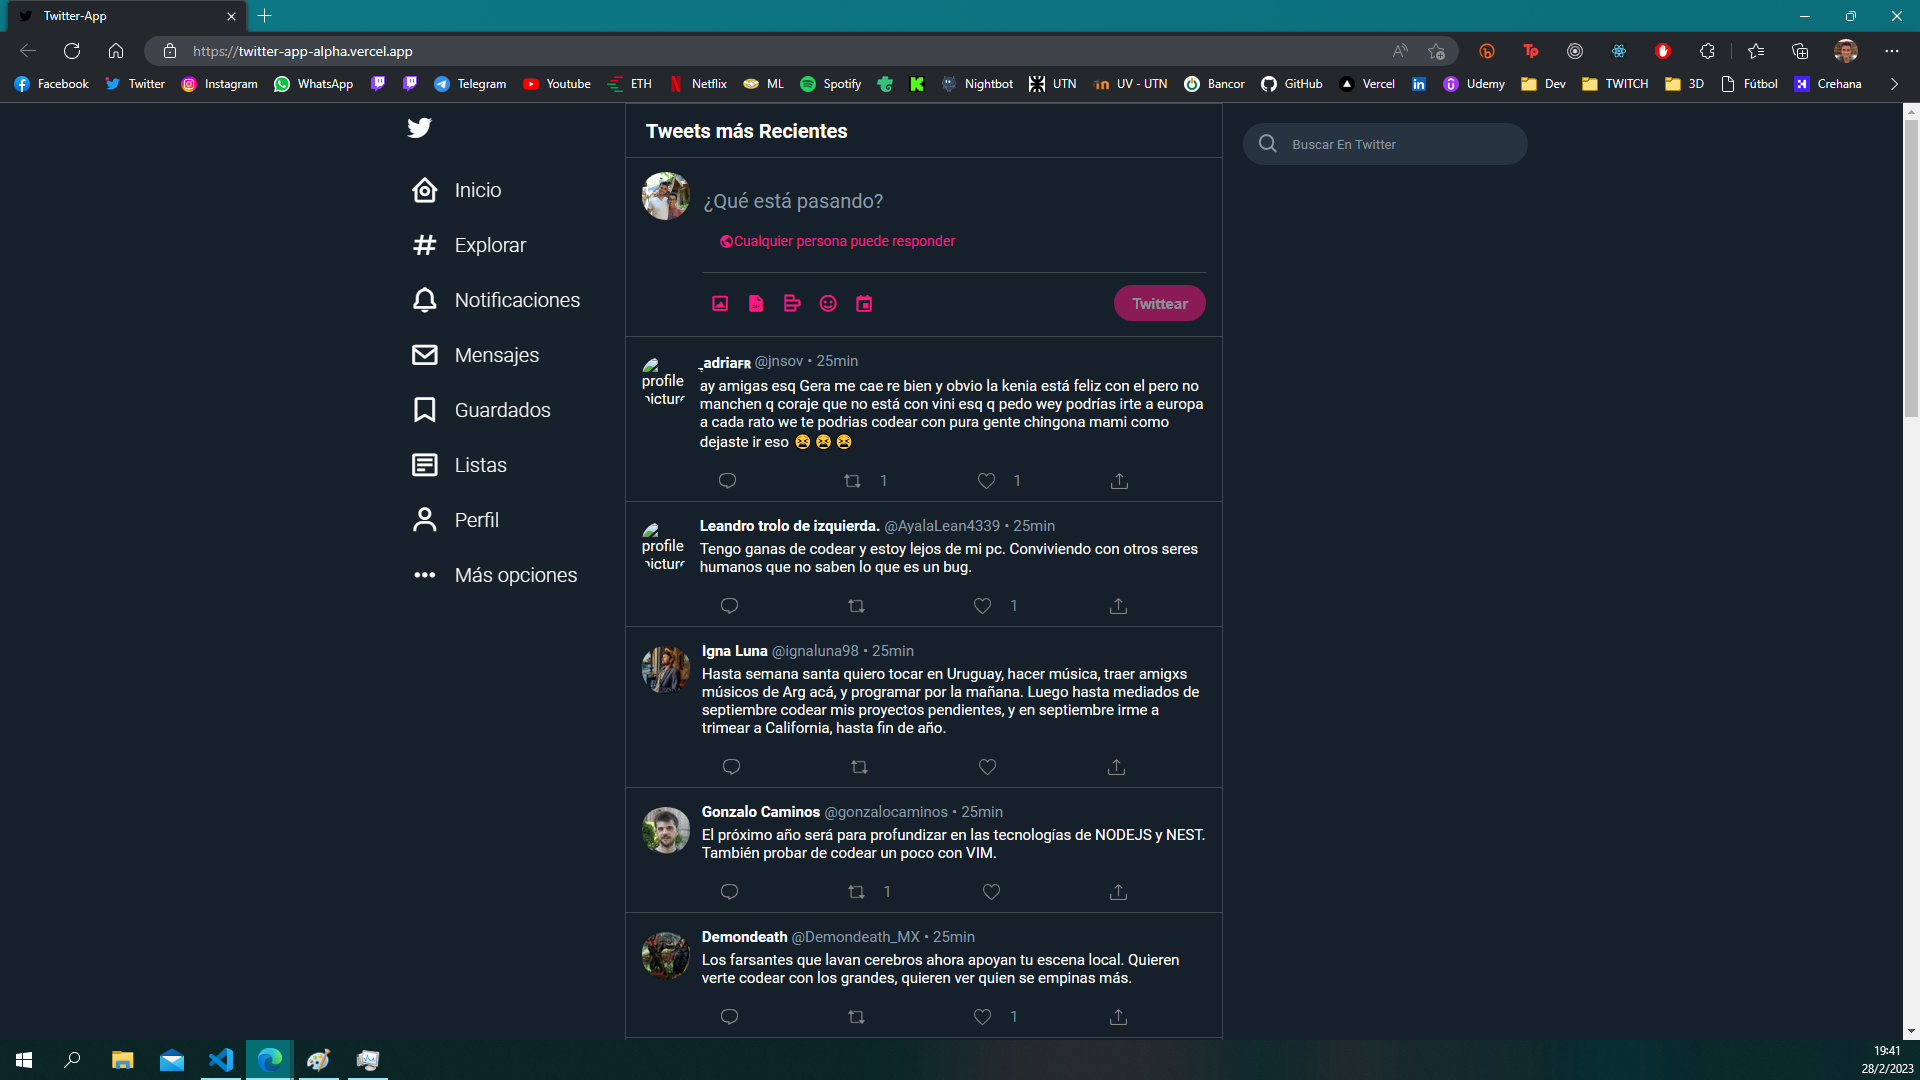 Twitter-App
https://twitter-app-alpha.vercel.app
Facebook Twitter Instagram WhatsApp Telegram Youtube ETH Netflix ML Spotify Nightbot UTN UV - UTN Bancor GitHub Vercel Udemy Dev TWITCH 3D Fútbol Crehana
Tweets más Recientes
Buscar En Twitter
Inicio
Explorar
Notificaciones
Mensajes
Guardados
Listas
Perfil
Más opciones
¿Qué está pasando?
Cualquier persona puede responder
Twittear
profile
picture
_adriaFR @jnsov • 25min
ay amigas esq Gera me cae re bien y obvio la kenia está feliz con el pero no
manchen q coraje que no está con vini esq q pedo wey podrías irte a europa
a cada rato we te podrias codear con pura gente chingona mami como
dejaste ir eso 😫 😫 😫
1 1
profile
picture
Leandro trolo de izquierda. @AyalaLean4339 • 25min
Tengo ganas de codear y estoy lejos de mi pc. Conviviendo con otros seres
humanos que no saben lo que es un bug.
1
Igna Luna @ignaluna98 • 25min
Hasta semana santa quiero tocar en Uruguay, hacer música, traer amigxs
músicos de Arg acá, y programar por la mañana. Luego hasta mediados de
septiembre codear mis proyectos pendientes, y en septiembre irme a
trimear a California, hasta fin de año.
Gonzalo Caminos @gonzalocaminos • 25min
El próximo año será para profundizar en las tecnologías de NODEJS y NEST.
También probar de codear un poco con VIM.
1
Demondeath @Demondeath_MX • 25min
Los farsantes que lavan cerebros ahora apoyan tu escena local. Quieren
verte codear con los grandes, quieren ver quien se empinas más.
1
19:41
28/2/2023